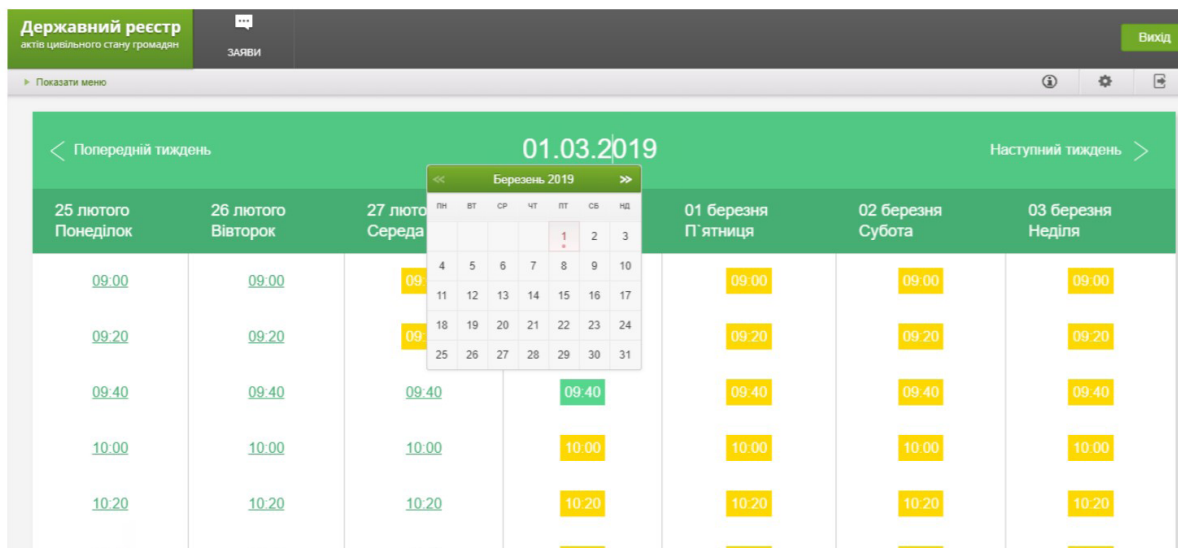 Державний реєстр
актів цивільного стану громадян
ЗАЯВИ
Вихід
Показати меню
Попередній тиждень
01.03.2019
Наступний тиждень
<< Березень 2019 >>
ПН ВТ СР ЧТ ПТ СБ НД
1 2 3
4 5 6 7 8 9 10
11 12 13 14 15 16 17
18 19 20 21 22 23 24
25 26 27 28 29 30 31
25 лютого 26 лютого 27 люто 01 березня 02 березня 03 березня
Понеділок Вівторок Середа П`ятниця Субота Неділя
09:00 09:00 09: 09:00 09:00 09:00
09:20 09:20 09: 09:20 09:20 09:20
09:40 09:40 09:40 09:40 09:40 09:40 09:40
10:00 10:00 10:00 10:00 10:00 10:00 10:00
10:20 10:20 10:20 10:20 10:20 10:20 10:20